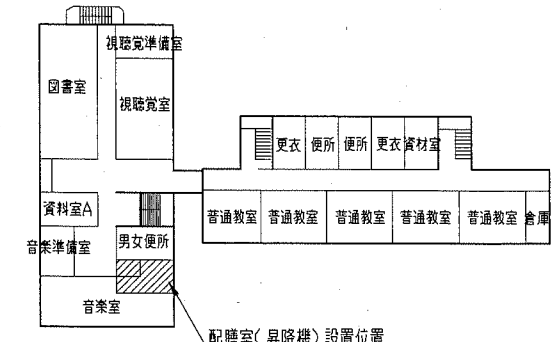 視聴覚準備室
図書室
視聴覚室
更衣 便所 便所 更衣 資材室
資料室A
普通教室 普通教室 普通教室 普通教室 普通教室 倉庫
音楽準備室
男女便所
音楽室
配膳室(昇降機)設置位置